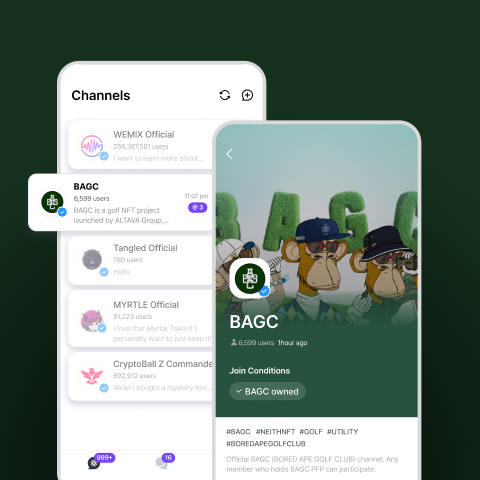 Channels
WEMIX Official
256,387,591 users
I want to learn more about...
BAGC
6,599 users
11:07 pm
BAGC is a golf NFT project
launched by ALTAVA Group,...
3
Tangled Official
780 users
Hello.
MYRTLE Official
91,223 users
I love that Myrtle Token!! I
personally want to just keep it!
CryptoBall Z Commande
692,912 users
Wow! I bought a mystery box...
999+
16
BAGC
BAGC
6,599 users 1hour ago
Join Conditions
BAGC owned
#BAGC #NEITHNFT #GOLF #UTILITY
#BOREDAPEGOLFCLUB
Official BAGC (BORED APE GOLF CLUB) channel. Any
member who holds BAGC PFP can participate.